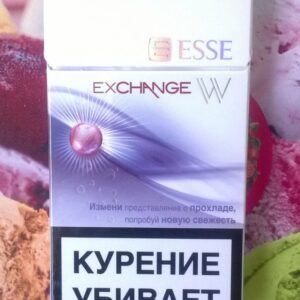 ESSE
EXCHANGE W
Измени представление о прохладе,
попробуй новую свежесть
КУРЕНИЕ
УБИВАЕТ